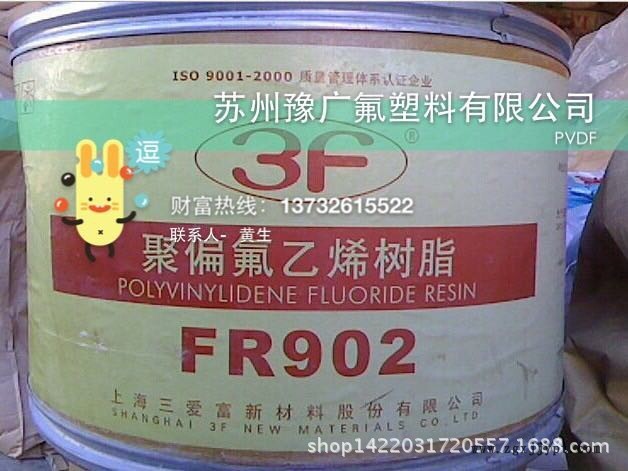 ISO 9001-2000 质量管理体系认证企业
苏州豫广氟塑料有限公司
PVDF
3F®
逗
财富热线：13732615522
联系人- 黄生
聚偏氟乙烯树脂
POLYVINYLIDENE FLUORIDE RESIN
FR902
上海三爱富新材料股份有限公司
SHANGHAI 3F NEW MATERIALS CO.LTD
shop1422031720557.1688.com